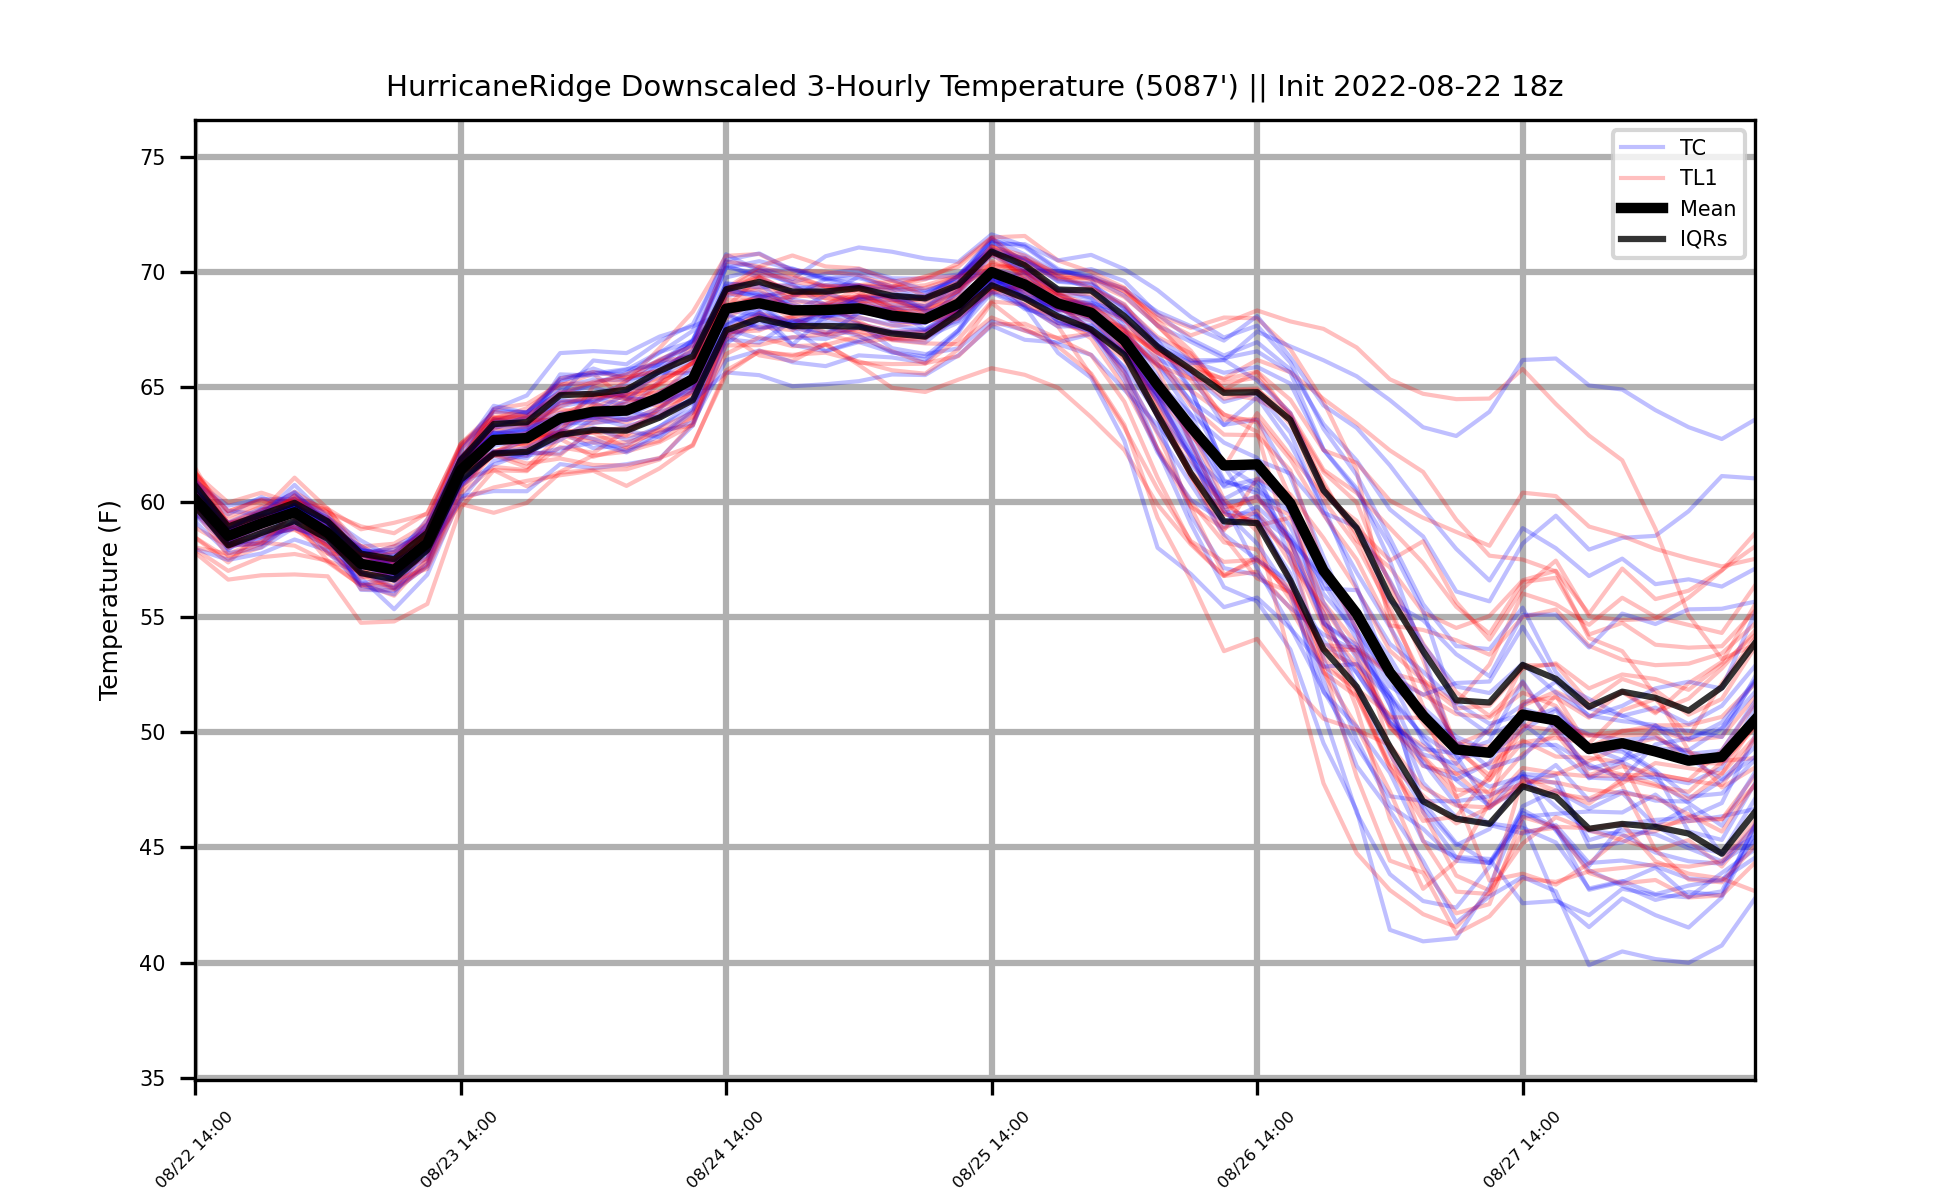 HurricaneRidge Downscaled 3-Hourly Temperature (5087') || Init 2022-08-22 18z
TC
TL1
Mean
IQRs
Temperature (F)
75
70
65
60
55
50
45
40
35
08/22 14:00
08/23 14:00
08/24 14:00
08/25 14:00
08/26 14:00
08/27 14:00